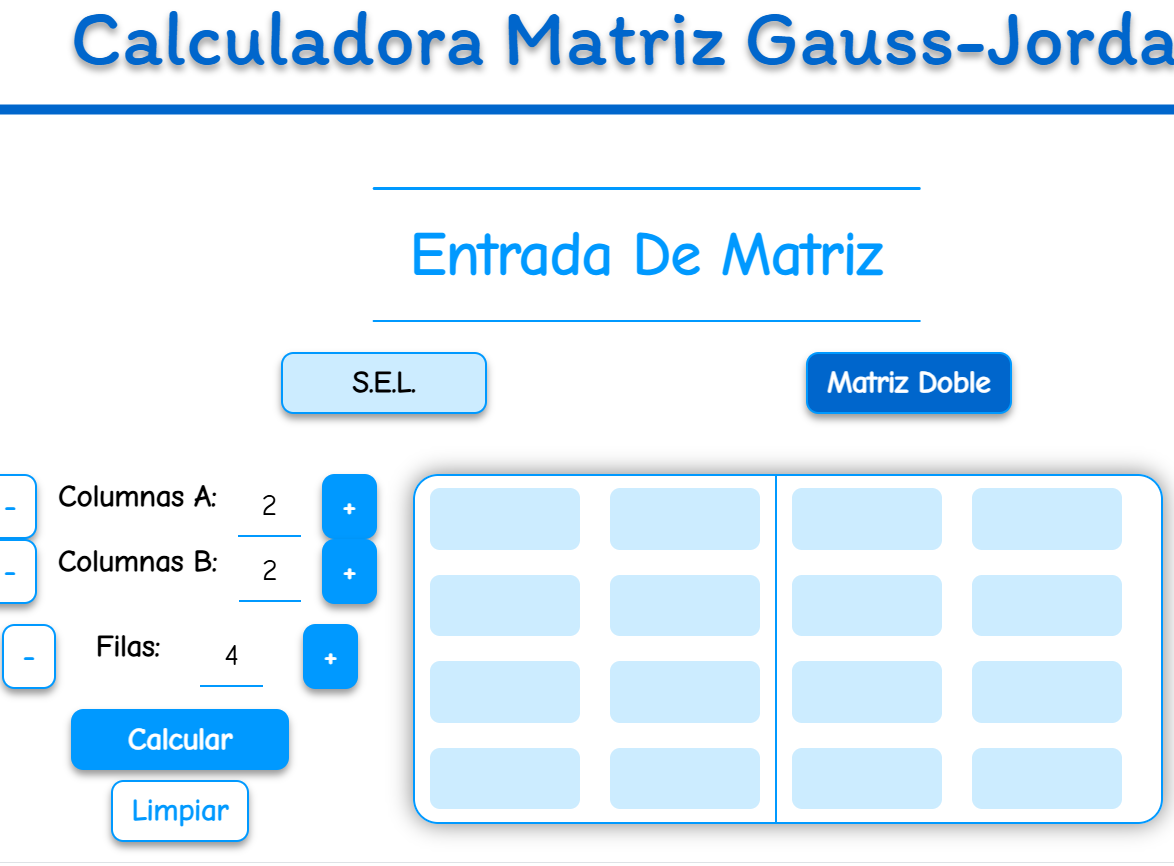 Calculadora Matriz Gauss-Jorda
Entrada De Matriz
S.E.L.
Matriz Doble
- Columnas A: 2 +
- Columnas B: 2 +
- Filas: 4 +
Calcular
Limpiar